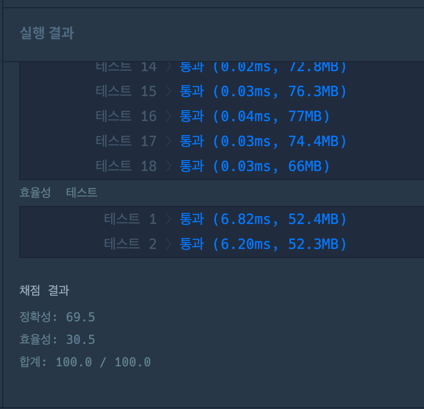 실행 결과
테스트 14 > 통과 (0.02ms, 72.8MB)
테스트 15 > 통과 (0.03ms, 76.3MB)
테스트 16 > 통과 (0.04ms, 77MB)
테스트 17 > 통과 (0.03ms, 74.4MB)
테스트 18 > 통과 (0.03ms, 66MB)
효율성 테스트
테스트 1 > 통과 (6.82ms, 52.4MB)
테스트 2 > 통과 (6.20ms, 52.3MB)
채점 결과
정확성: 69.5
효율성: 30.5
합계: 100.0 / 100.0